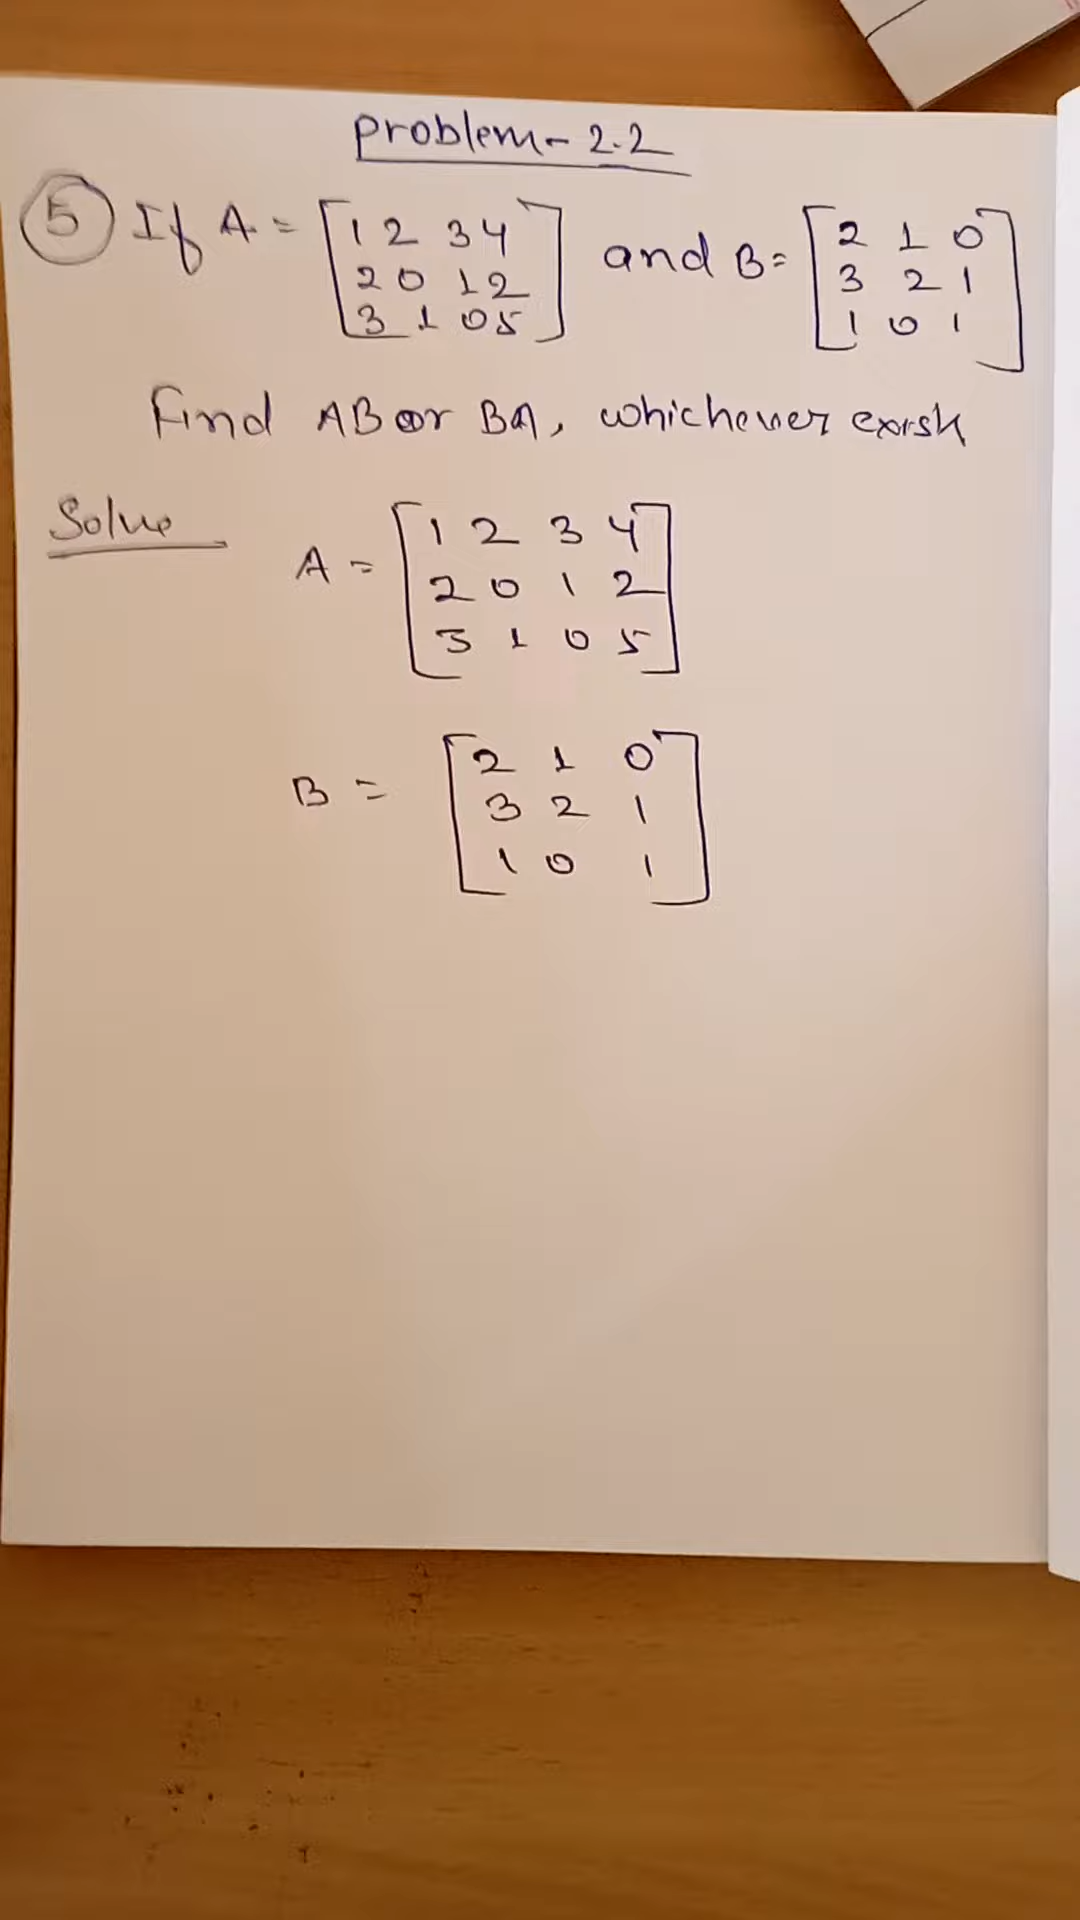 Problem- 2.2
5 If A = [1 2 3 4 and B= [2 1 0
2 0 1 2 3 2 1
3 1 0 5] 1 0 1]
Find AB or BA, whichever exist
Solve
A = [1 2 3 4
2 0 1 2
3 1 0 5]
B = [2 1 0
3 2 1
1 0 1]